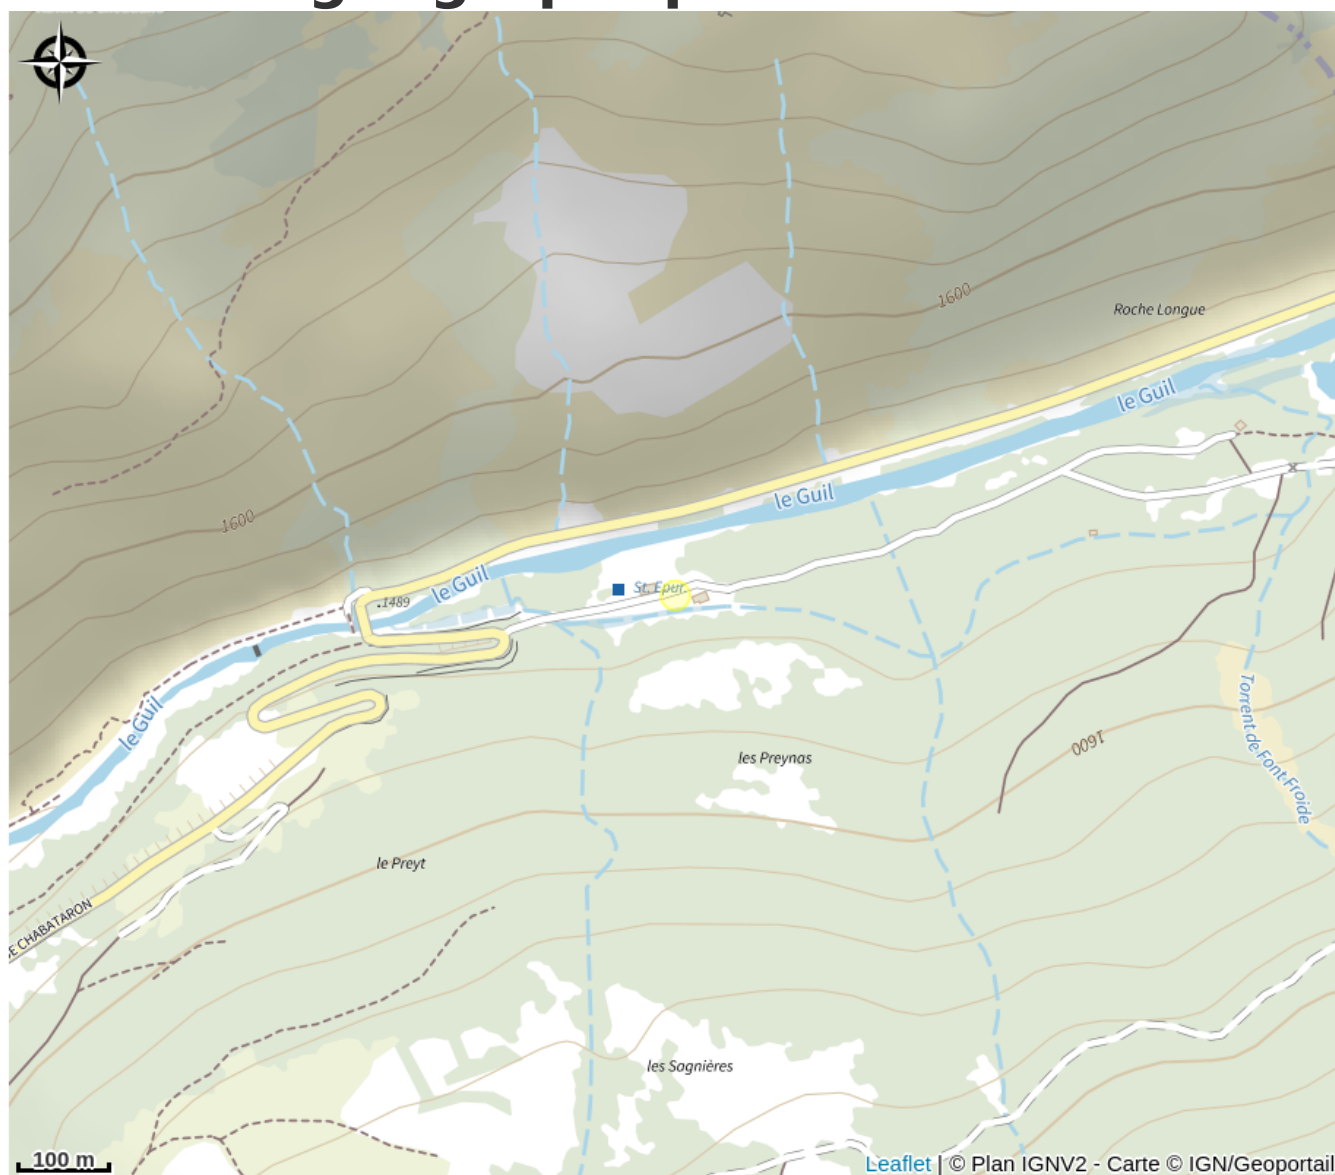 1600
Roche Longue
le Guil
le Guil
1600
St. Epur.
le Guil
.1489
le Guil
Torrent de Font Froide
1600
les Preynas
le Preyt
E CHABATARON
les Sagnières
100 m
Leaflet | © Plan IGNV2 - Carte © IGN/Geoportail